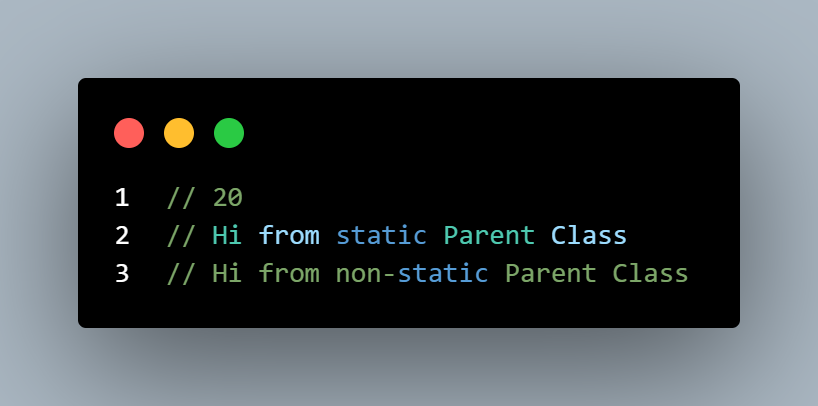 1 // 20
2 // Hi from static Parent Class
3 // Hi from non-static Parent Class